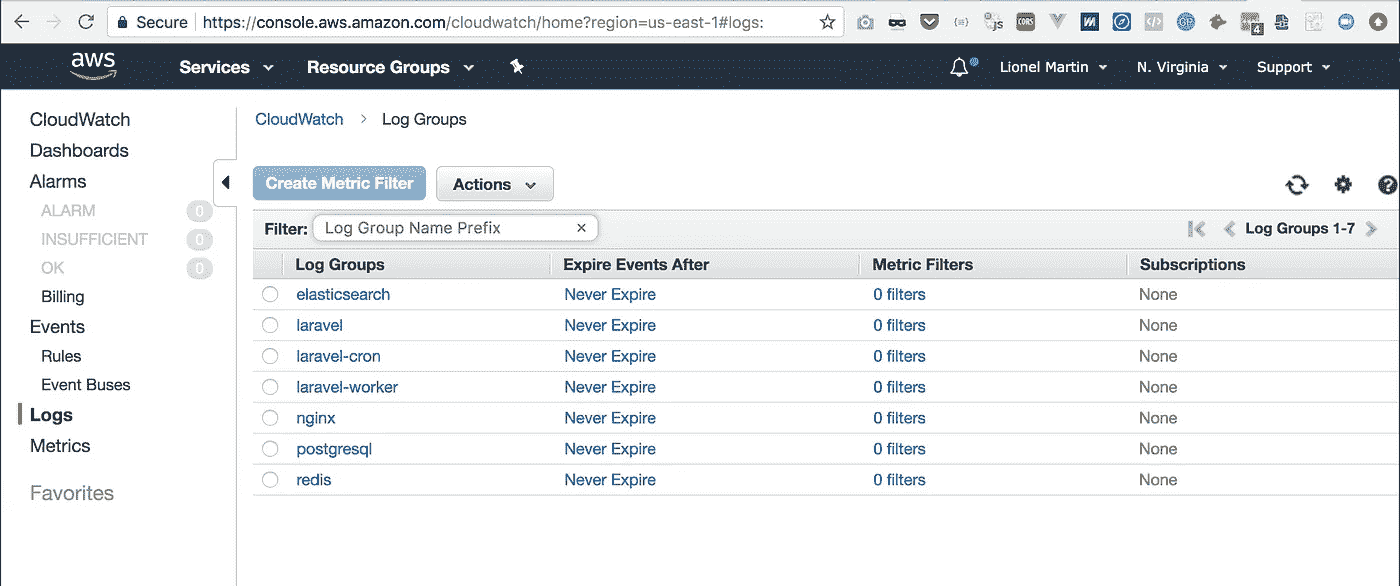 Secure https://console.aws.amazon.com/cloudwatch/home?region=us-east-1#logs:
JS CORS 4
aws Services Resource Groups Lionel Martin N. Virginia Support
CloudWatch
Dashboards
Alarms
ALARM 0
INSUFFICIENT 0
OK 0
Billing
Events
Rules
Event Buses
Logs
Metrics
Favorites
CloudWatch > Log Groups
Create Metric Filter Actions
Filter: Log Group Name Prefix × Log Groups 1-7
Log Groups Expire Events After Metric Filters Subscriptions
elasticsearch Never Expire 0 filters None
laravel Never Expire 0 filters None
laravel-cron Never Expire 0 filters None
laravel-worker Never Expire 0 filters None
nginx Never Expire 0 filters None
postgresql Never Expire 0 filters None
redis Never Expire 0 filters None